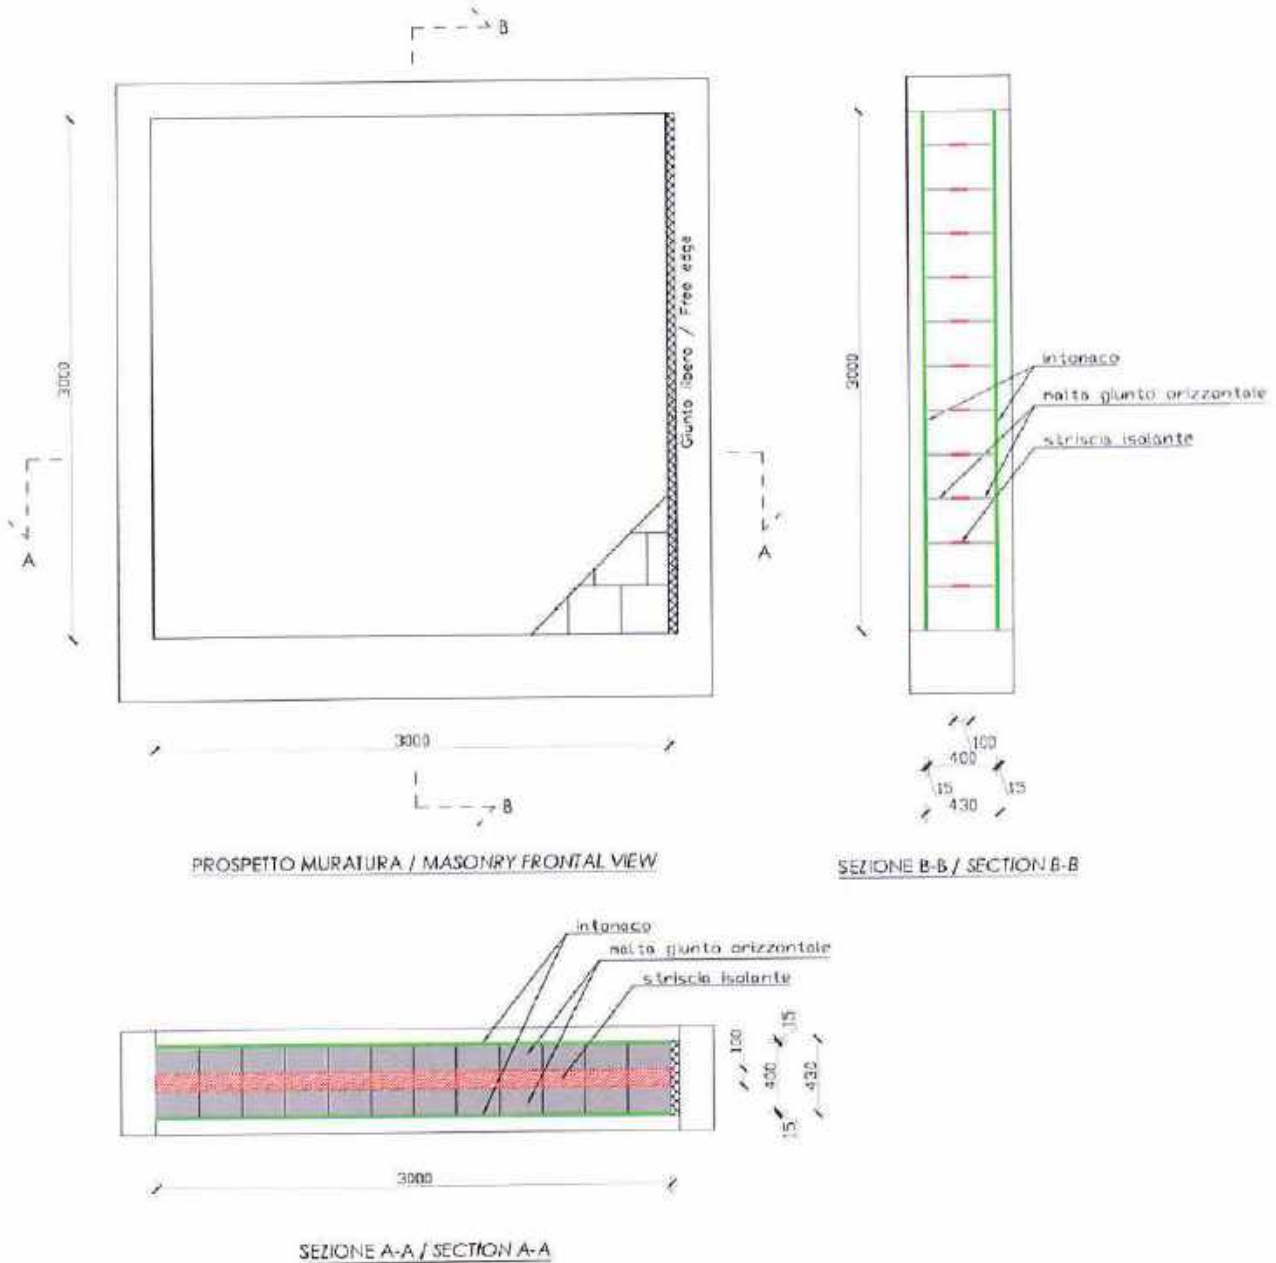 B
3000
Giunto libero / Free edge
A
A
3000
B
PROSPETTO MURATURA / MASONRY FRONTAL VIEW
3000
intonaco
malta giunto orizzontale
striscia isolante
100
400
15
15
430
SEZIONE B-B / SECTION B-B
intonaco
malta giunto orizzontale
striscia isolante
100
400
15
15
430
3000
SEZIONE A-A / SECTION A-A